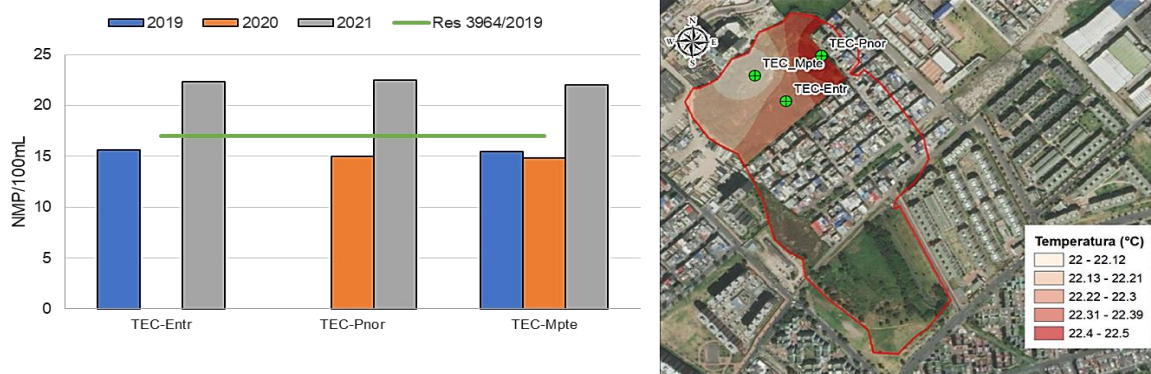 2019 2020 2021 Res 3964/2019
25
20
15
10
5
0
NMP/100mL
TEC-Entr TEC-Pnor TEC-Mpte
N
W E
S
TEC-Pnor
TEC_Mpte
TEC-Entr
Temperatura (°C)
22 - 22.12
22.13 - 22.21
22.22 - 22.3
22.31 - 22.39
22.4 - 22.5